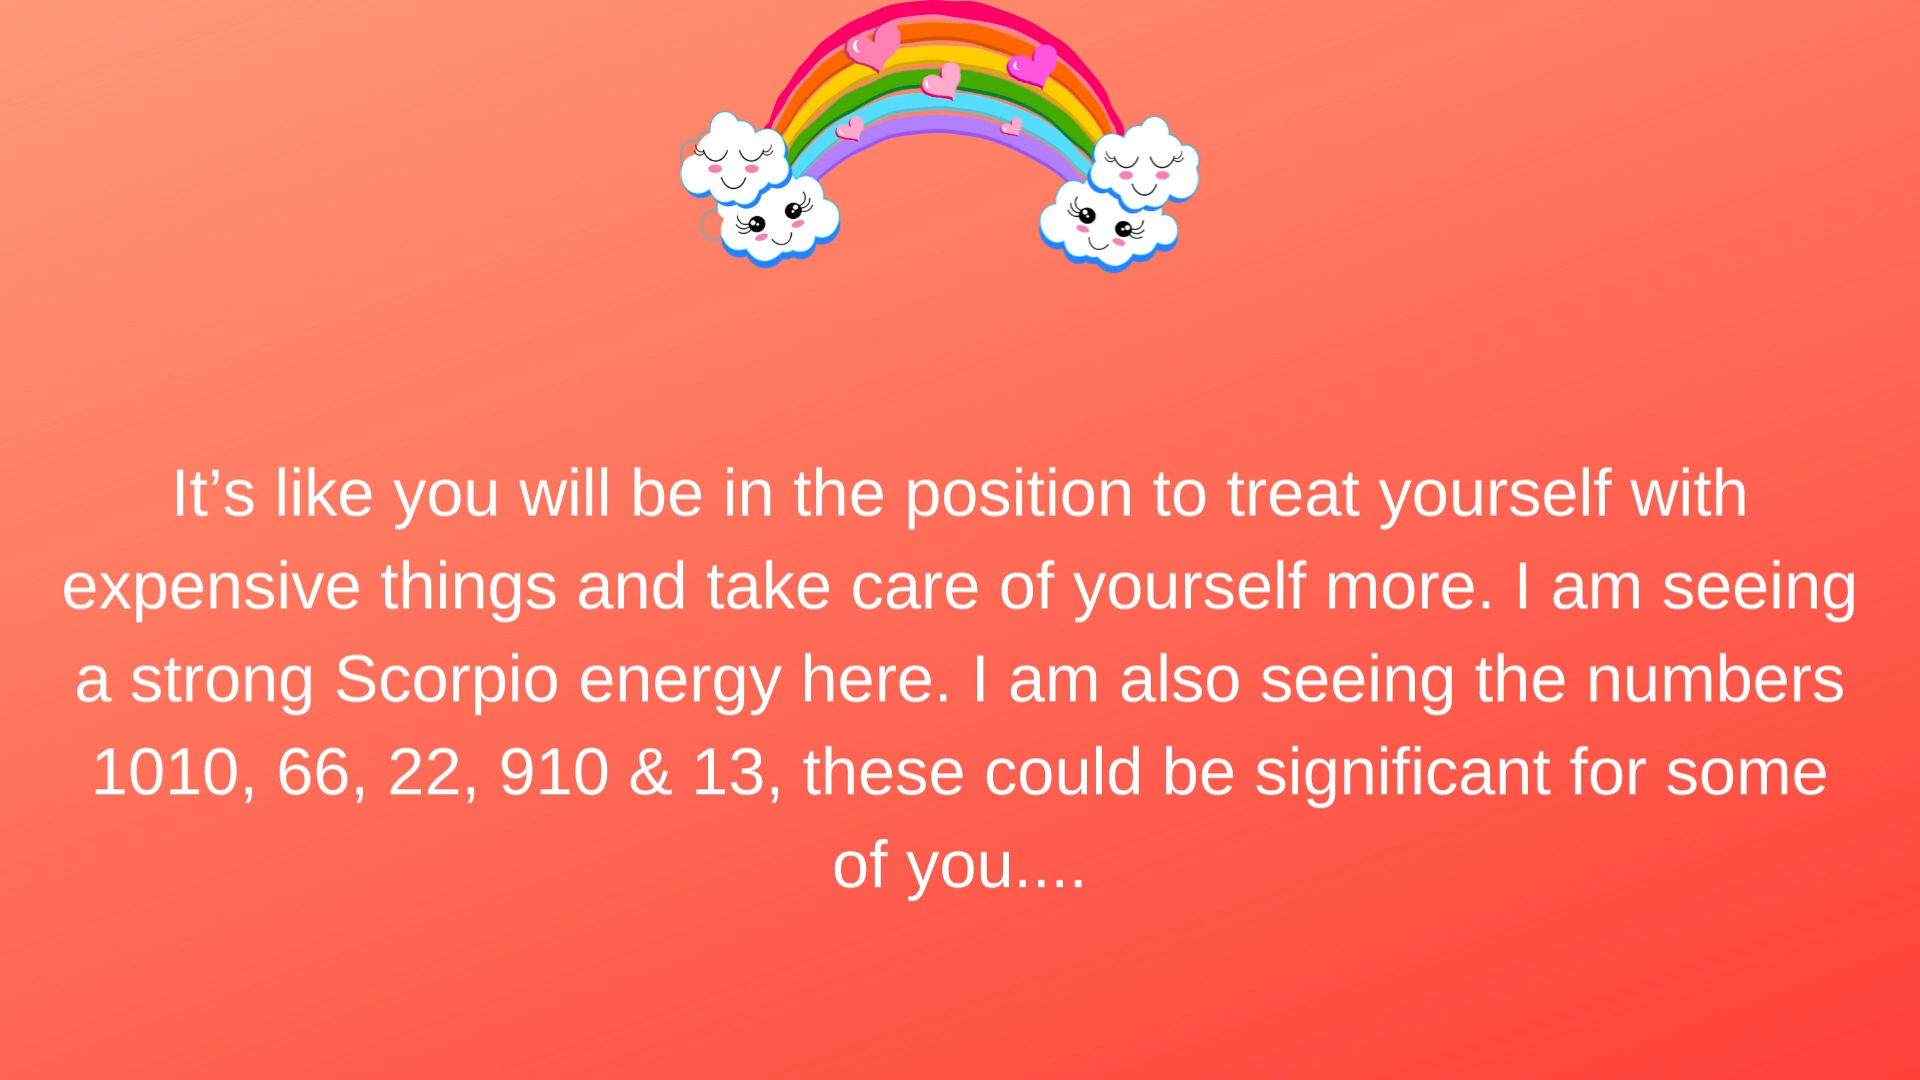 It’s like you will be in the position to treat yourself with
expensive things and take care of yourself more. I am seeing
a strong Scorpio energy here. I am also seeing the numbers
1010, 66, 22, 910 & 13, these could be significant for some
of you....